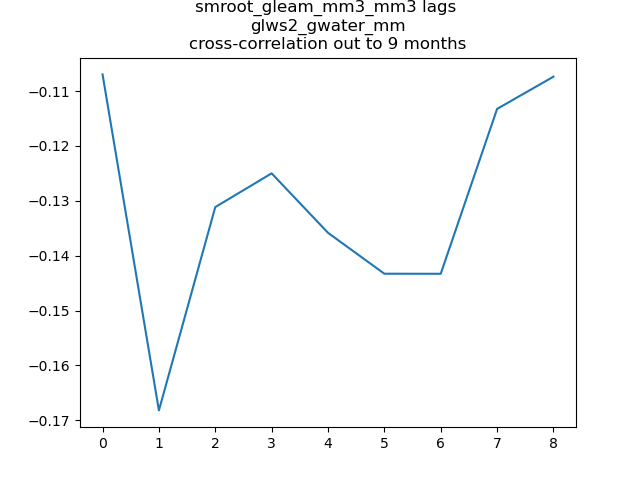 smroot_gleam_mm3_mm3 lags
glws2_gwater_mm
cross-correlation out to 9 months
−0.11
−0.12
−0.13
−0.14
−0.15
−0.16
−0.17
0 1 2 3 4 5 6 7 8